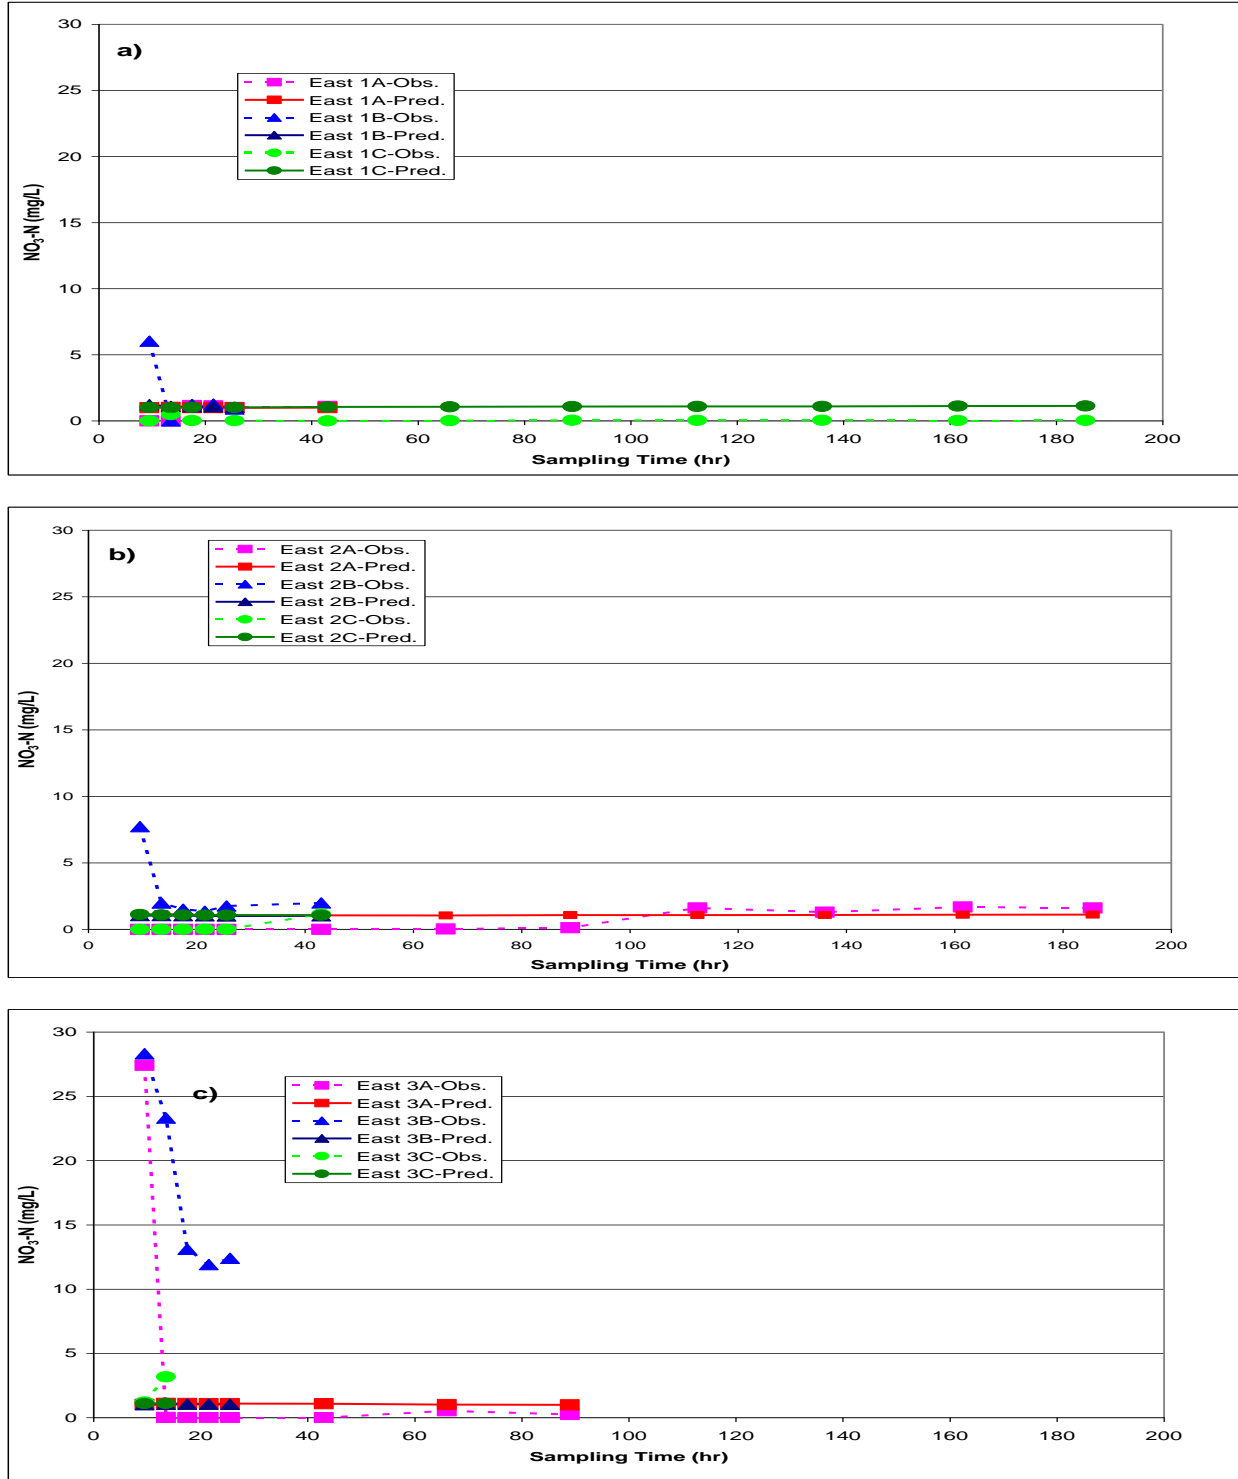 30
a)
25
20
15
10
5
0
NO₃-N (mg/L)
East 1A-Obs.
East 1A-Pred.
East 1B-Obs.
East 1B-Pred.
East 1C-Obs.
East 1C-Pred.
0 20 40 60 80 100 120 140 160 180 200
Sampling Time (hr)
30
b)
25
20
15
10
5
0
NO₃-N (mg/L)
East 2A-Obs.
East 2A-Pred.
East 2B-Obs.
East 2B-Pred.
East 2C-Obs.
East 2C-Pred.
0 20 40 60 80 100 120 140 160 180 200
Sampling Time (hr)
30
c)
25
20
15
10
5
0
NO₃-N (mg/L)
East 3A-Obs.
East 3A-Pred.
East 3B-Obs.
East 3B-Pred.
East 3C-Obs.
East 3C-Pred.
0 20 40 60 80 100 120 140 160 180 200
Sampling Time (hr)